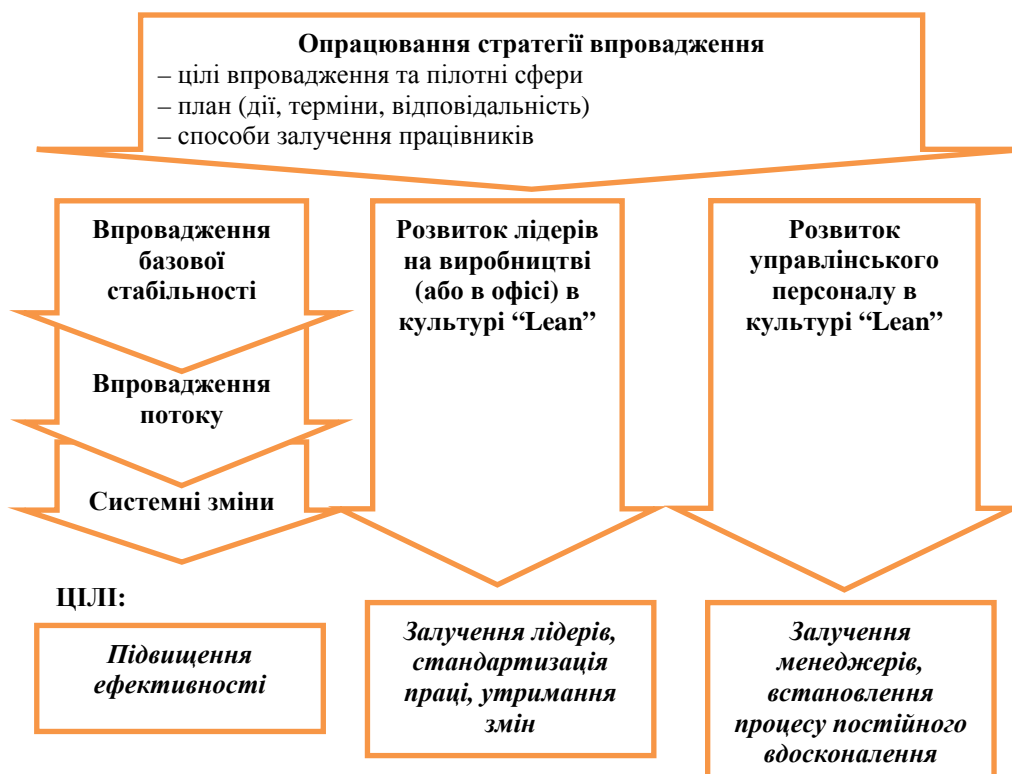 Опрацювання стратегії впровадження
– цілі впровадження та пілотні сфери
– план (дії, терміни, відповідальність)
– способи залучення працівників
Впровадження
базової
стабільності
Впровадження
потоку
Системні зміни
Розвиток лідерів
на виробництві
(або в офісі) в
культурі “Lean”
Розвиток
управлінського
персоналу в
культурі “Lean”
ЦІЛІ:
Підвищення
ефективності
Залучення лідерів,
стандартизація
праці, утримання
змін
Залучення
менеджерів,
встановлення
процесу постійного
вдосконалення